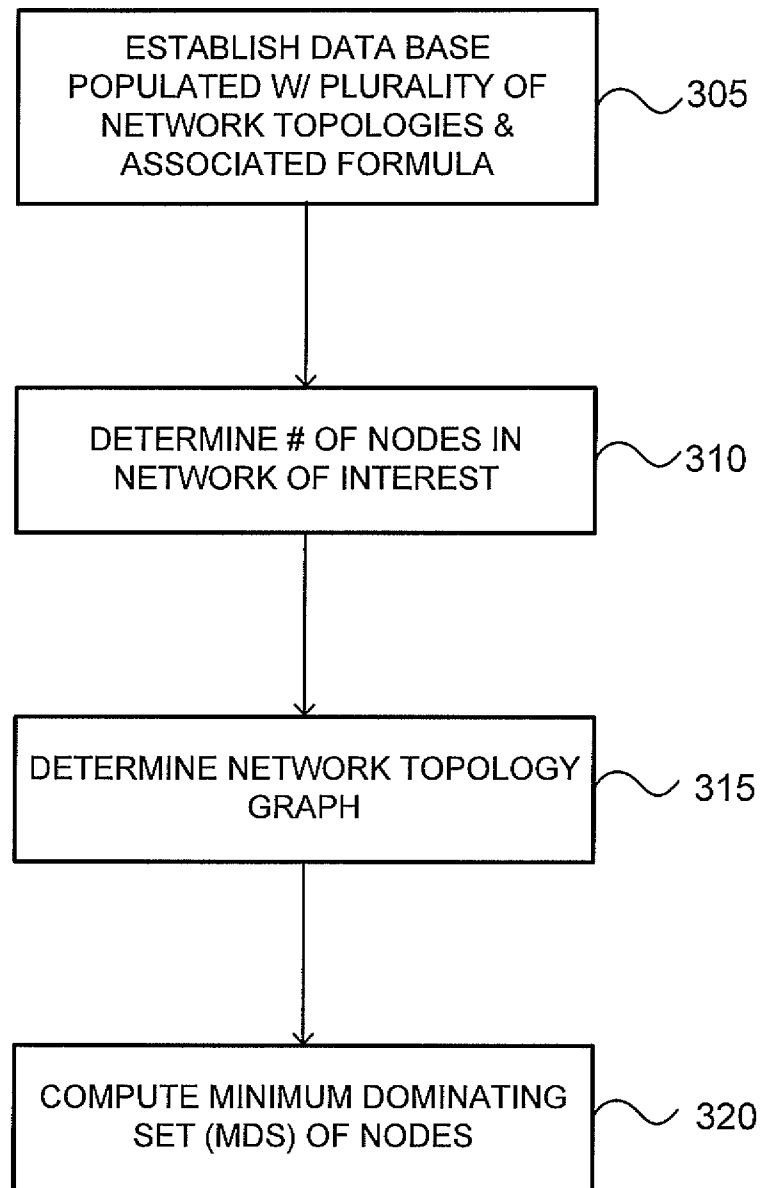 ESTABLISH DATA BASE
POPULATED W/ PLURALITY OF
NETWORK TOPOLOGIES &
ASSOCIATED FORMULA
305
DETERMINE # OF NODES IN
NETWORK OF INTEREST
310
DETERMINE NETWORK TOPOLOGY
GRAPH
315
COMPUTE MINIMUM DOMINATING
SET (MDS) OF NODES
320